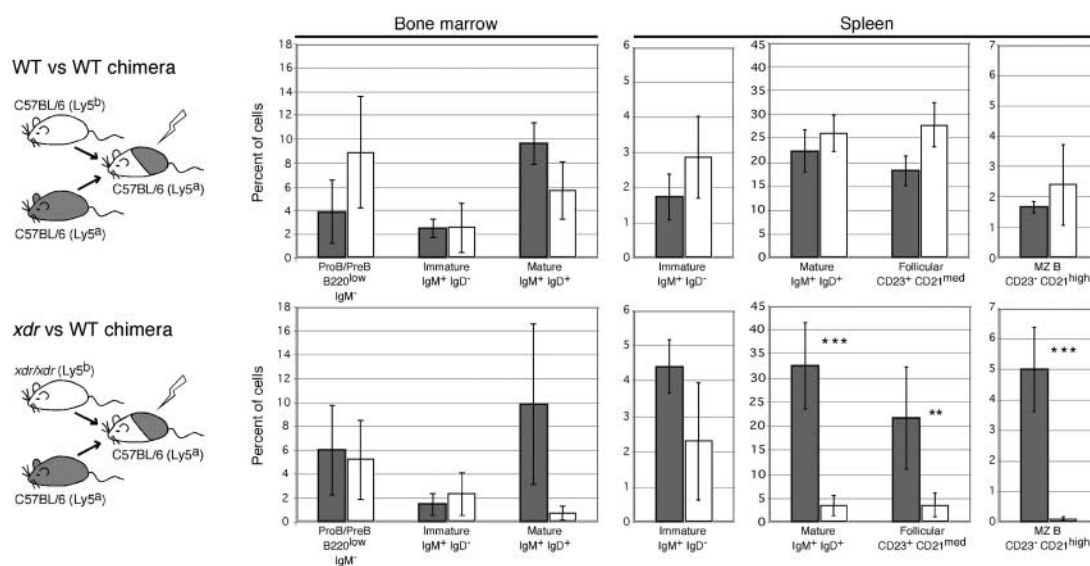 Bone marrow
Spleen
WT vs WT chimera
C57BL/6 (Ly5ᵇ)
C57BL/6 (Ly5ᵃ)
C57BL/6 (Ly5ᵃ)
Percent of cells
18
16
14
12
10
8
6
4
2
0
ProB/PreB
B220ˡᵒʷ
IgM⁻
Immature
IgM⁺ IgD⁻
Mature
IgM⁺ IgD⁺
6
5
4
3
2
1
0
Immature
IgM⁺ IgD⁻
45
40
35
30
25
20
15
10
5
0
Mature
IgM⁺ IgD⁺
Follicular
CD23⁺ CD21ᵐᵉᵈ
7
6
5
4
3
2
1
0
MZ B
CD23⁻ CD21ʰⁱᵍʰ
xdr vs WT chimera
xdr/xdr (Ly5ᵇ)
C57BL/6 (Ly5ᵃ)
C57BL/6 (Ly5ᵃ)
Percent of cells
18
16
14
12
10
8
6
4
2
0
ProB/PreB
B220ˡᵒʷ
IgM⁻
Immature
IgM⁺ IgD⁻
Mature
IgM⁺ IgD⁺
6
5
4
3
2
1
0
Immature
IgM⁺ IgD⁻
45
40
35
30
25
20
15
10
5
0
***
**
Mature
IgM⁺ IgD⁺
Follicular
CD23⁺ CD21ᵐᵉᵈ
7
6
5
4
3
2
1
0
***
MZ B
CD23⁻ CD21ʰⁱᵍʰ